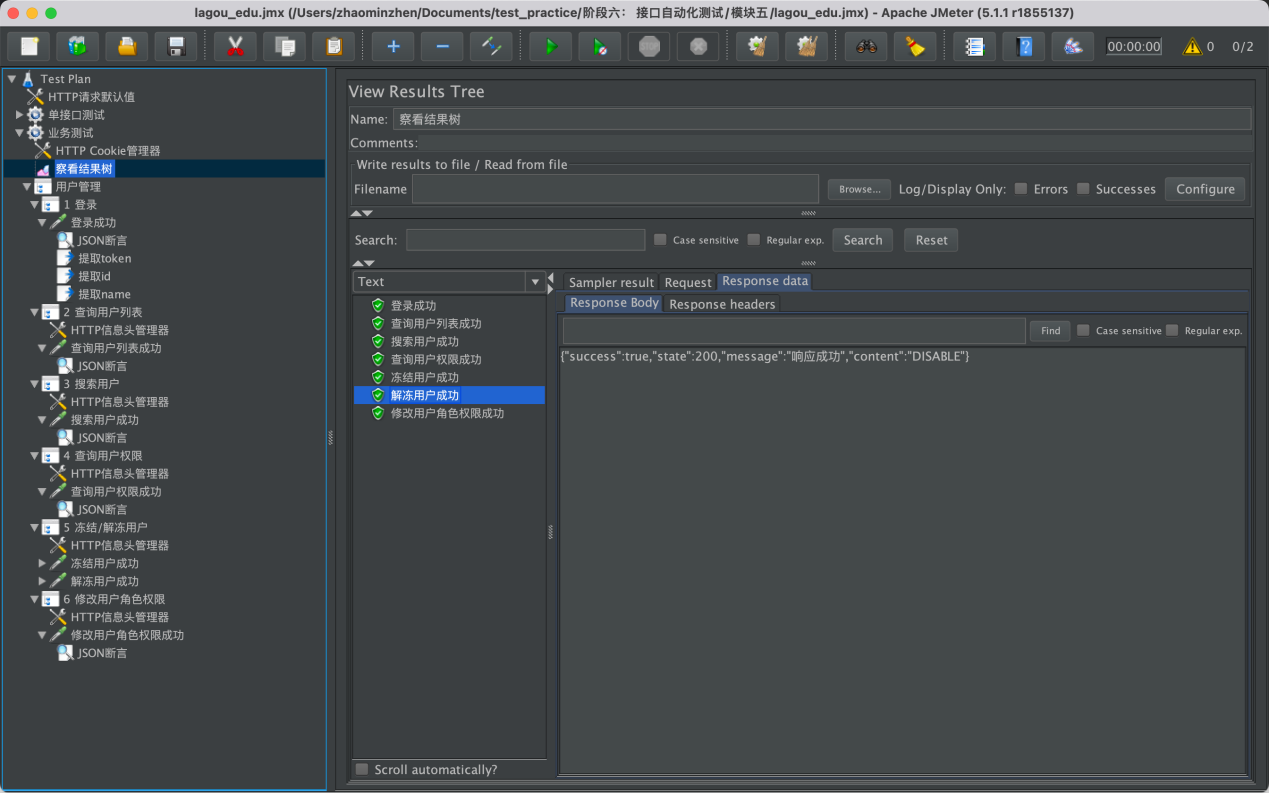 lagou_edu.jmx (/Users/zhaominzhen/Documents/test_practice/阶段六： 接口自动化测试/模块五/lagou_edu.jmx) - Apache JMeter (5.1.1 r1855137)
STOP
00:00:00
0
0/2
Test Plan
HTTP请求默认值
单接口测试
业务测试
HTTP Cookie管理器
察看结果树
用户管理
1 登录
登录成功
JSON断言
提取token
提取id
提取name
2 查询用户列表
HTTP信息头管理器
查询用户列表成功
JSON断言
3 搜索用户
HTTP信息头管理器
搜索用户成功
JSON断言
4 查询用户权限
HTTP信息头管理器
查询用户权限成功
JSON断言
5 冻结/解冻用户
HTTP信息头管理器
冻结用户成功
解冻用户成功
6 修改用户角色权限
HTTP信息头管理器
修改用户角色权限成功
JSON断言
View Results Tree
Name: 察看结果树
Comments:
Write results to file / Read from file
Filename Browse... Log/Display Only: Errors Successes Configure
Search: Case sensitive Regular exp. Search Reset
Text
登录成功
查询用户列表成功
搜索用户成功
查询用户权限成功
冻结用户成功
解冻用户成功
修改用户角色权限成功
Scroll automatically?
Sampler result Request Response data
Response Body Response headers
Find Case sensitive Regular exp.
{"success":true,"state":200,"message":"响应成功","content":"DISABLE"}